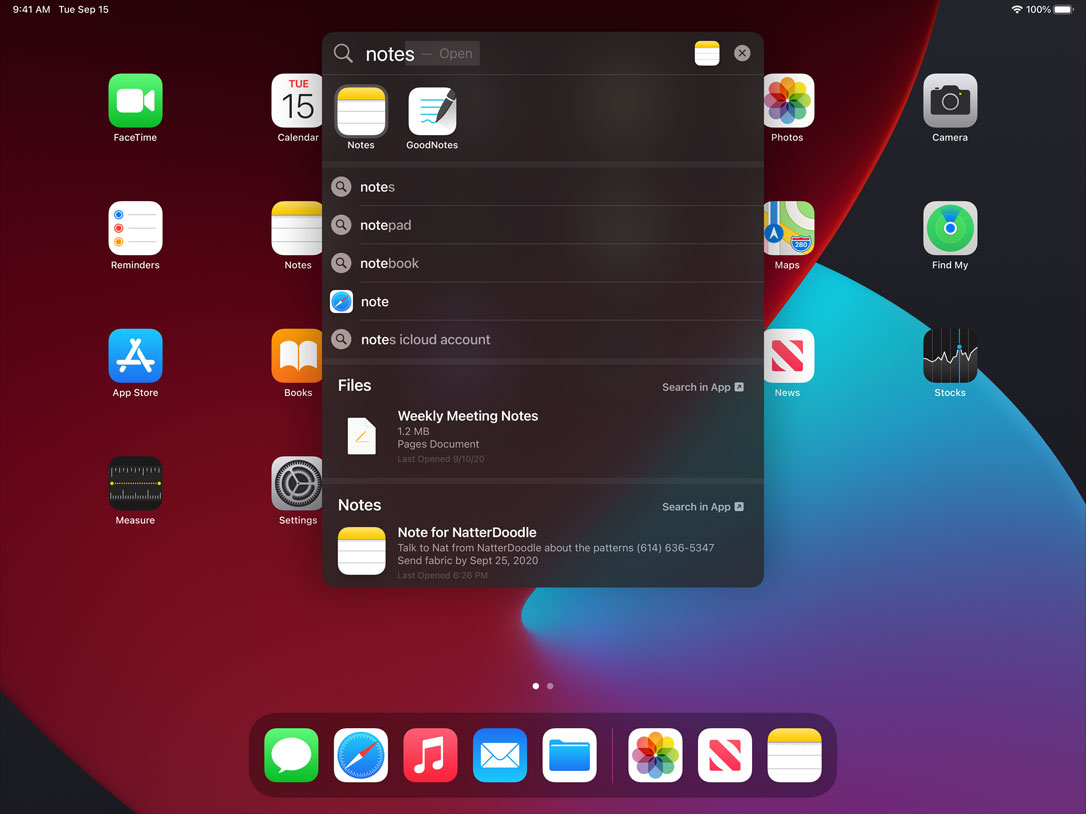 9:41 AM Tue Sep 15
100%
notes — Open
Notes
GoodNotes
notes
notepad
notebook
note
notes icloud account
Files
Search in App
Weekly Meeting Notes
1.2 MB
Pages Document
Last Opened 9/10/20
Notes
Search in App
Note for NatterDoodle
Talk to Nat from NatterDoodle about the patterns (614) 636-5347
Send fabric by Sept 25, 2020
Last Opened 6:26 PM
FaceTime
TUE
15
Calendar
Photos
Camera
Reminders
Notes
280
Maps
Find My
App Store
Books
News
Stocks
Measure
Settings